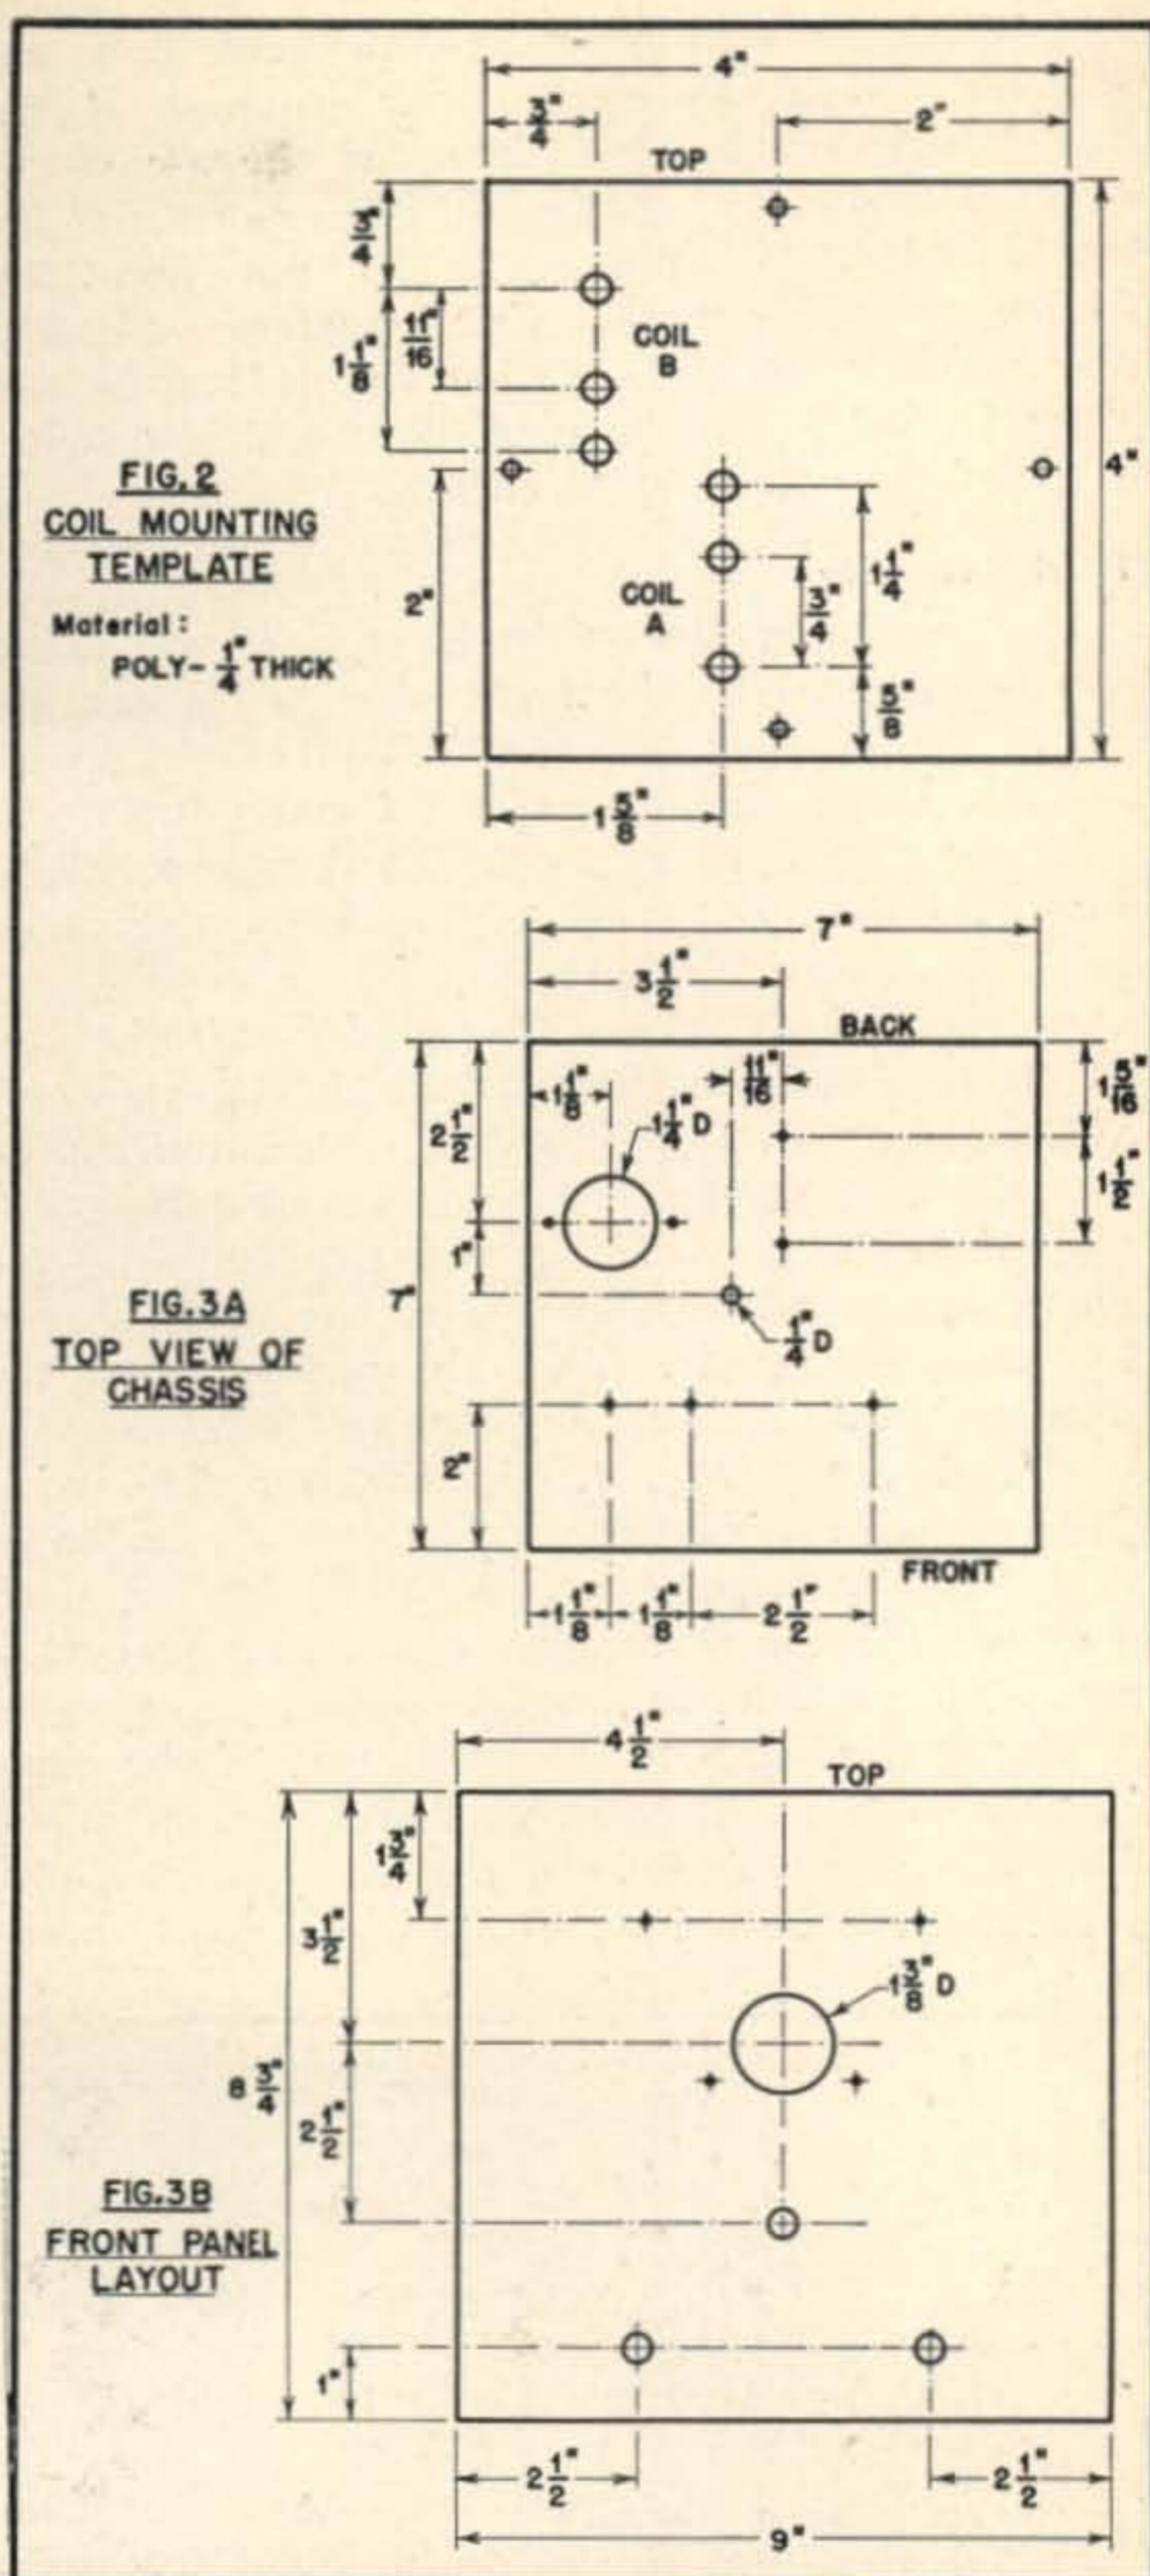 4"
3/4"
2"
TOP
3/4"
1 1/8"
11/16"
COIL
B
FIG. 2
COIL MOUNTING
TEMPLATE
Material:
POLY- 1/4" THICK
4"
2"
COIL
A
3/4"
1 1/4"
5/8"
1 5/8"
7"
3 1/2"
BACK
1 1/8"
11/16"
1 5/16"
2 1/2"
1 1/4" D
1 1/2"
1"
7"
FIG. 3A
TOP VIEW OF
CHASSIS
1/4" D
2"
FRONT
1 1/8"
1 1/8"
2 1/2"
4 1/2"
TOP
1 3/4"
3 1/2"
1 3/8" D
8 3/4"
2 1/2"
FIG. 3B
FRONT PANEL
LAYOUT
1"
2 1/2"
2 1/2"
9"